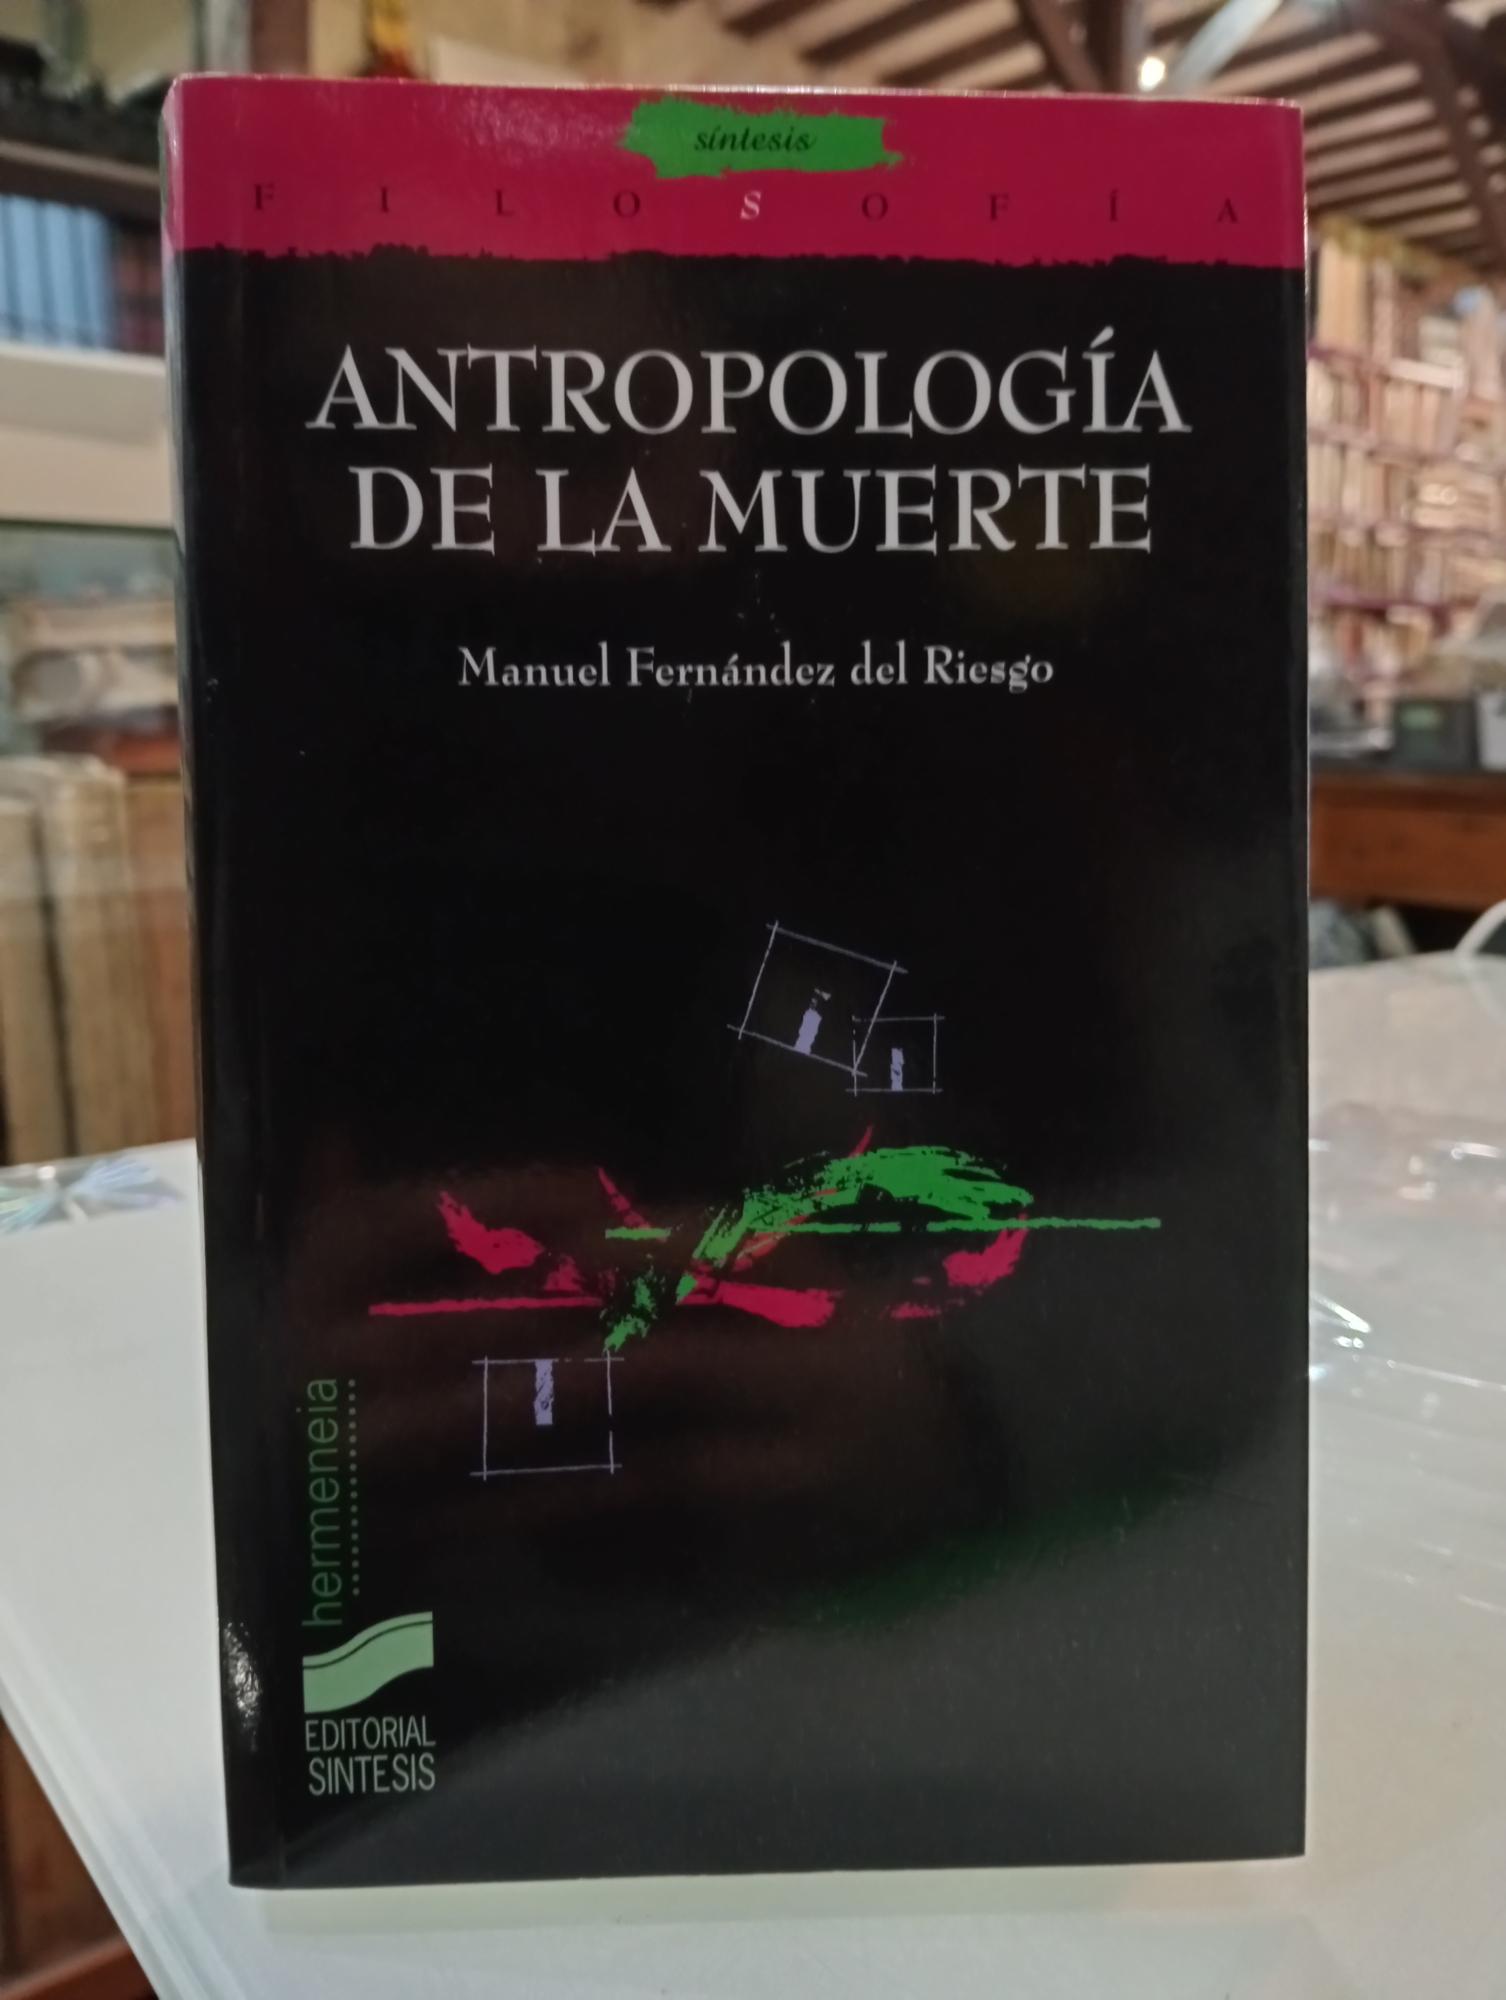 síntesis
FILOSOFÍA
ANTROPOLOGÍA
DE LA MUERTE
Manuel Fernández del Riesgo
hermeneia
EDITORIAL
SINTESIS